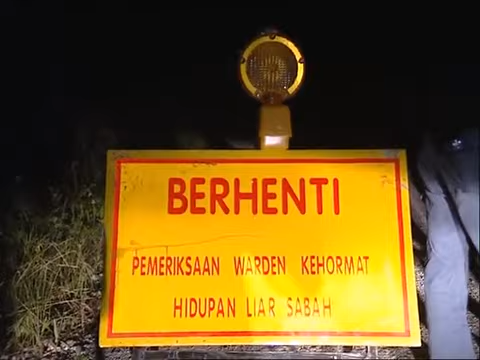 BERHENTI
PEMERIKSAAN WARDEN KEHORMAT
HIDUPAN LIAR SABAH